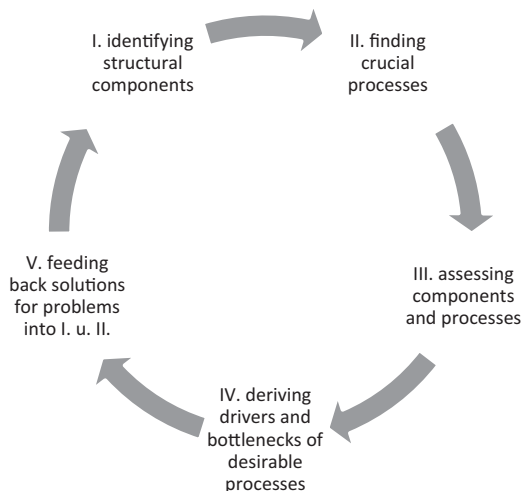 I. identifying
structural
components
II. finding
crucial
processes
III. assessing
components
and processes
IV. deriving
drivers and
bottlenecks of
desirable
processes
V. feeding
back solutions
for problems
into I. u. II.